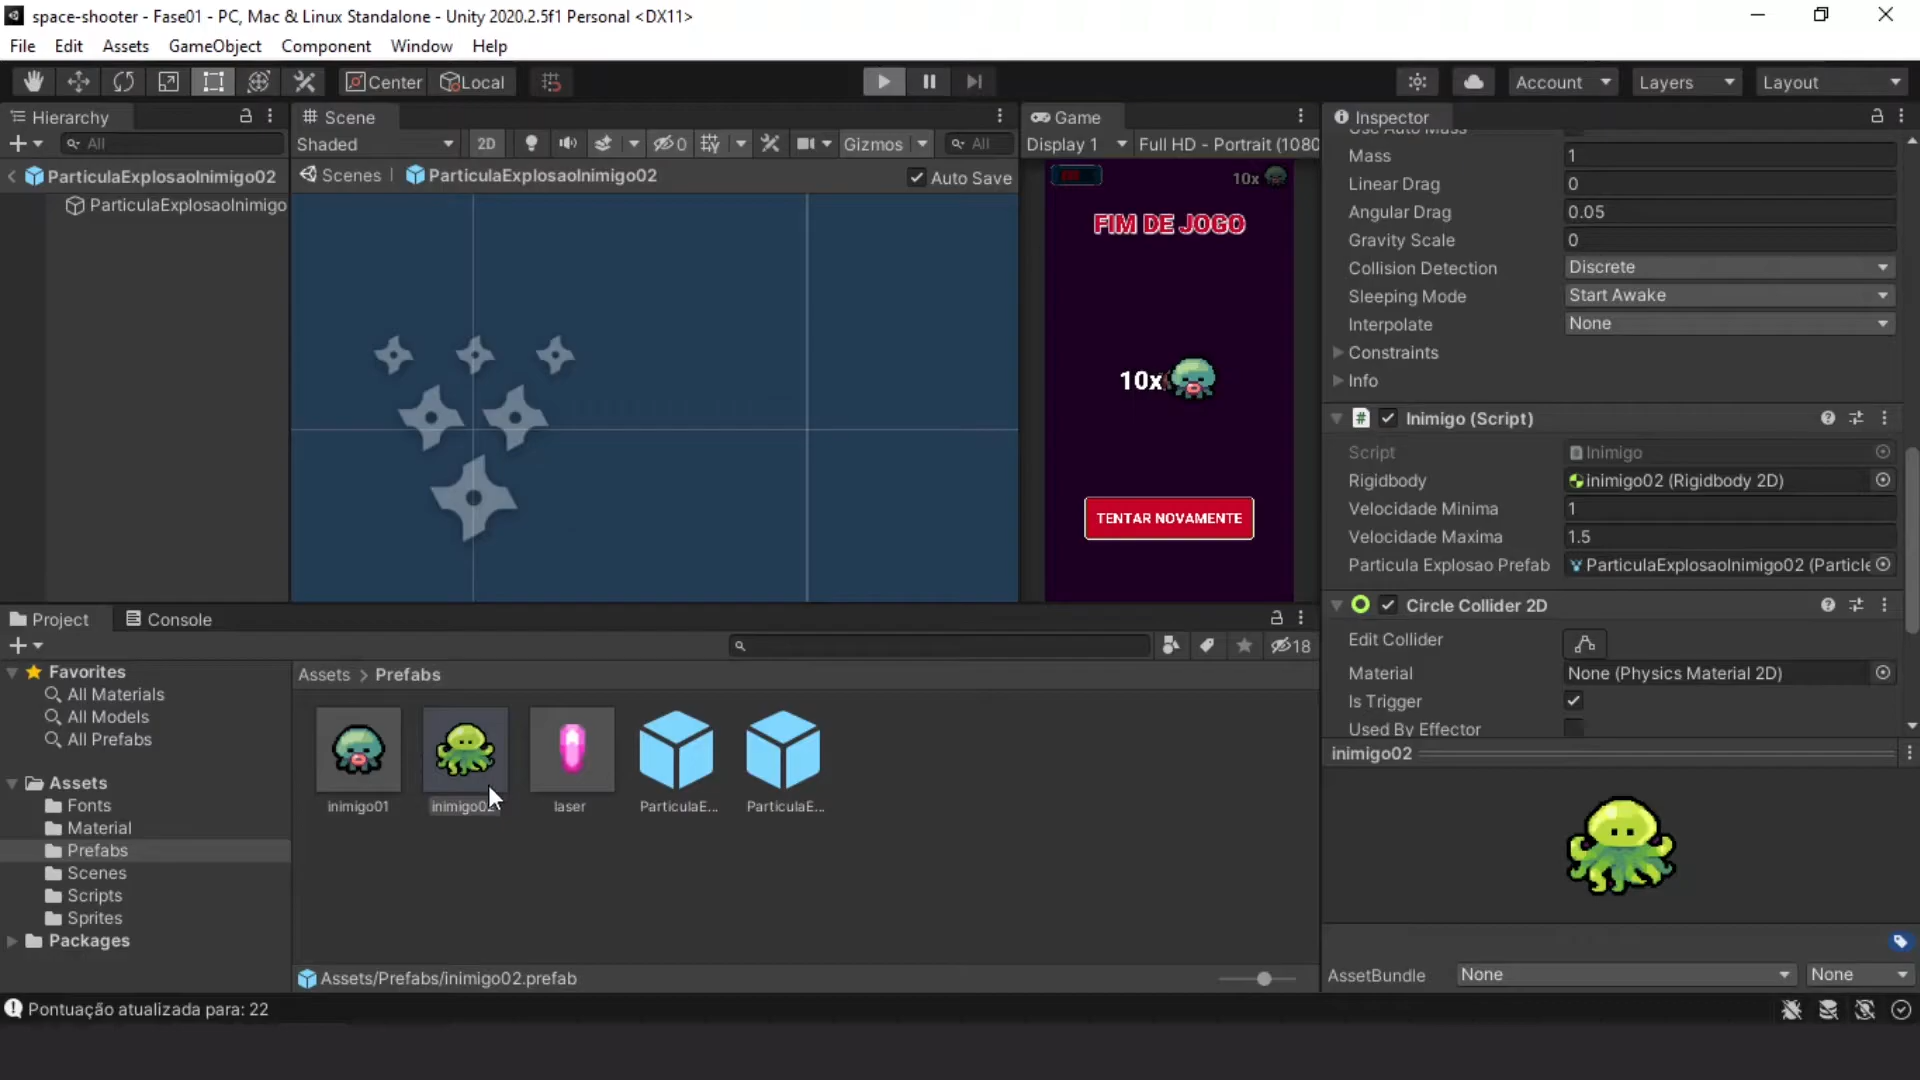 space-shooter - Fase01 - PC, Mac & Linux Standalone - Unity 2020.2.5f1 Personal <DX11>
File Edit Assets GameObject Component Window Help
Center Local Account Layers Layout
Hierarchy
All
ParticulaExplosaoInimigo02
ParticulaExplosaoInimigo
Scene
Shaded 2D 0 Gizmos All
Scenes ParticulaExplosaoInimigo02 Auto Save
Game
Display 1 Full HD - Portrait (1080
10x
FIM DE JOGO
10x
TENTAR NOVAMENTE
Inspector
Use Auto Mass
Mass 1
Linear Drag 0
Angular Drag 0.05
Gravity Scale 0
Collision Detection Discrete
Sleeping Mode Start Awake
Interpolate None
Constraints
Info
# Inimigo (Script)
Script Inimigo
Rigidbody inimigo02 (Rigidbody 2D)
Velocidade Minima 1
Velocidade Maxima 1.5
Particula Explosao Prefab ParticulaExplosaoInimigo02 (Particle
Circle Collider 2D
Edit Collider
Material None (Physics Material 2D)
Is Trigger
Used By Effector
inimigo02
AssetBundle None None
Project Console
18
Favorites
All Materials
All Models
All Prefabs
Assets
Fonts
Material
Prefabs
Scenes
Scripts
Sprites
Packages
Assets > Prefabs
inimigo01 inimigo02 laser ParticulaE... ParticulaE...
Assets/Prefabs/inimigo02.prefab
Pontuação atualizada para: 22